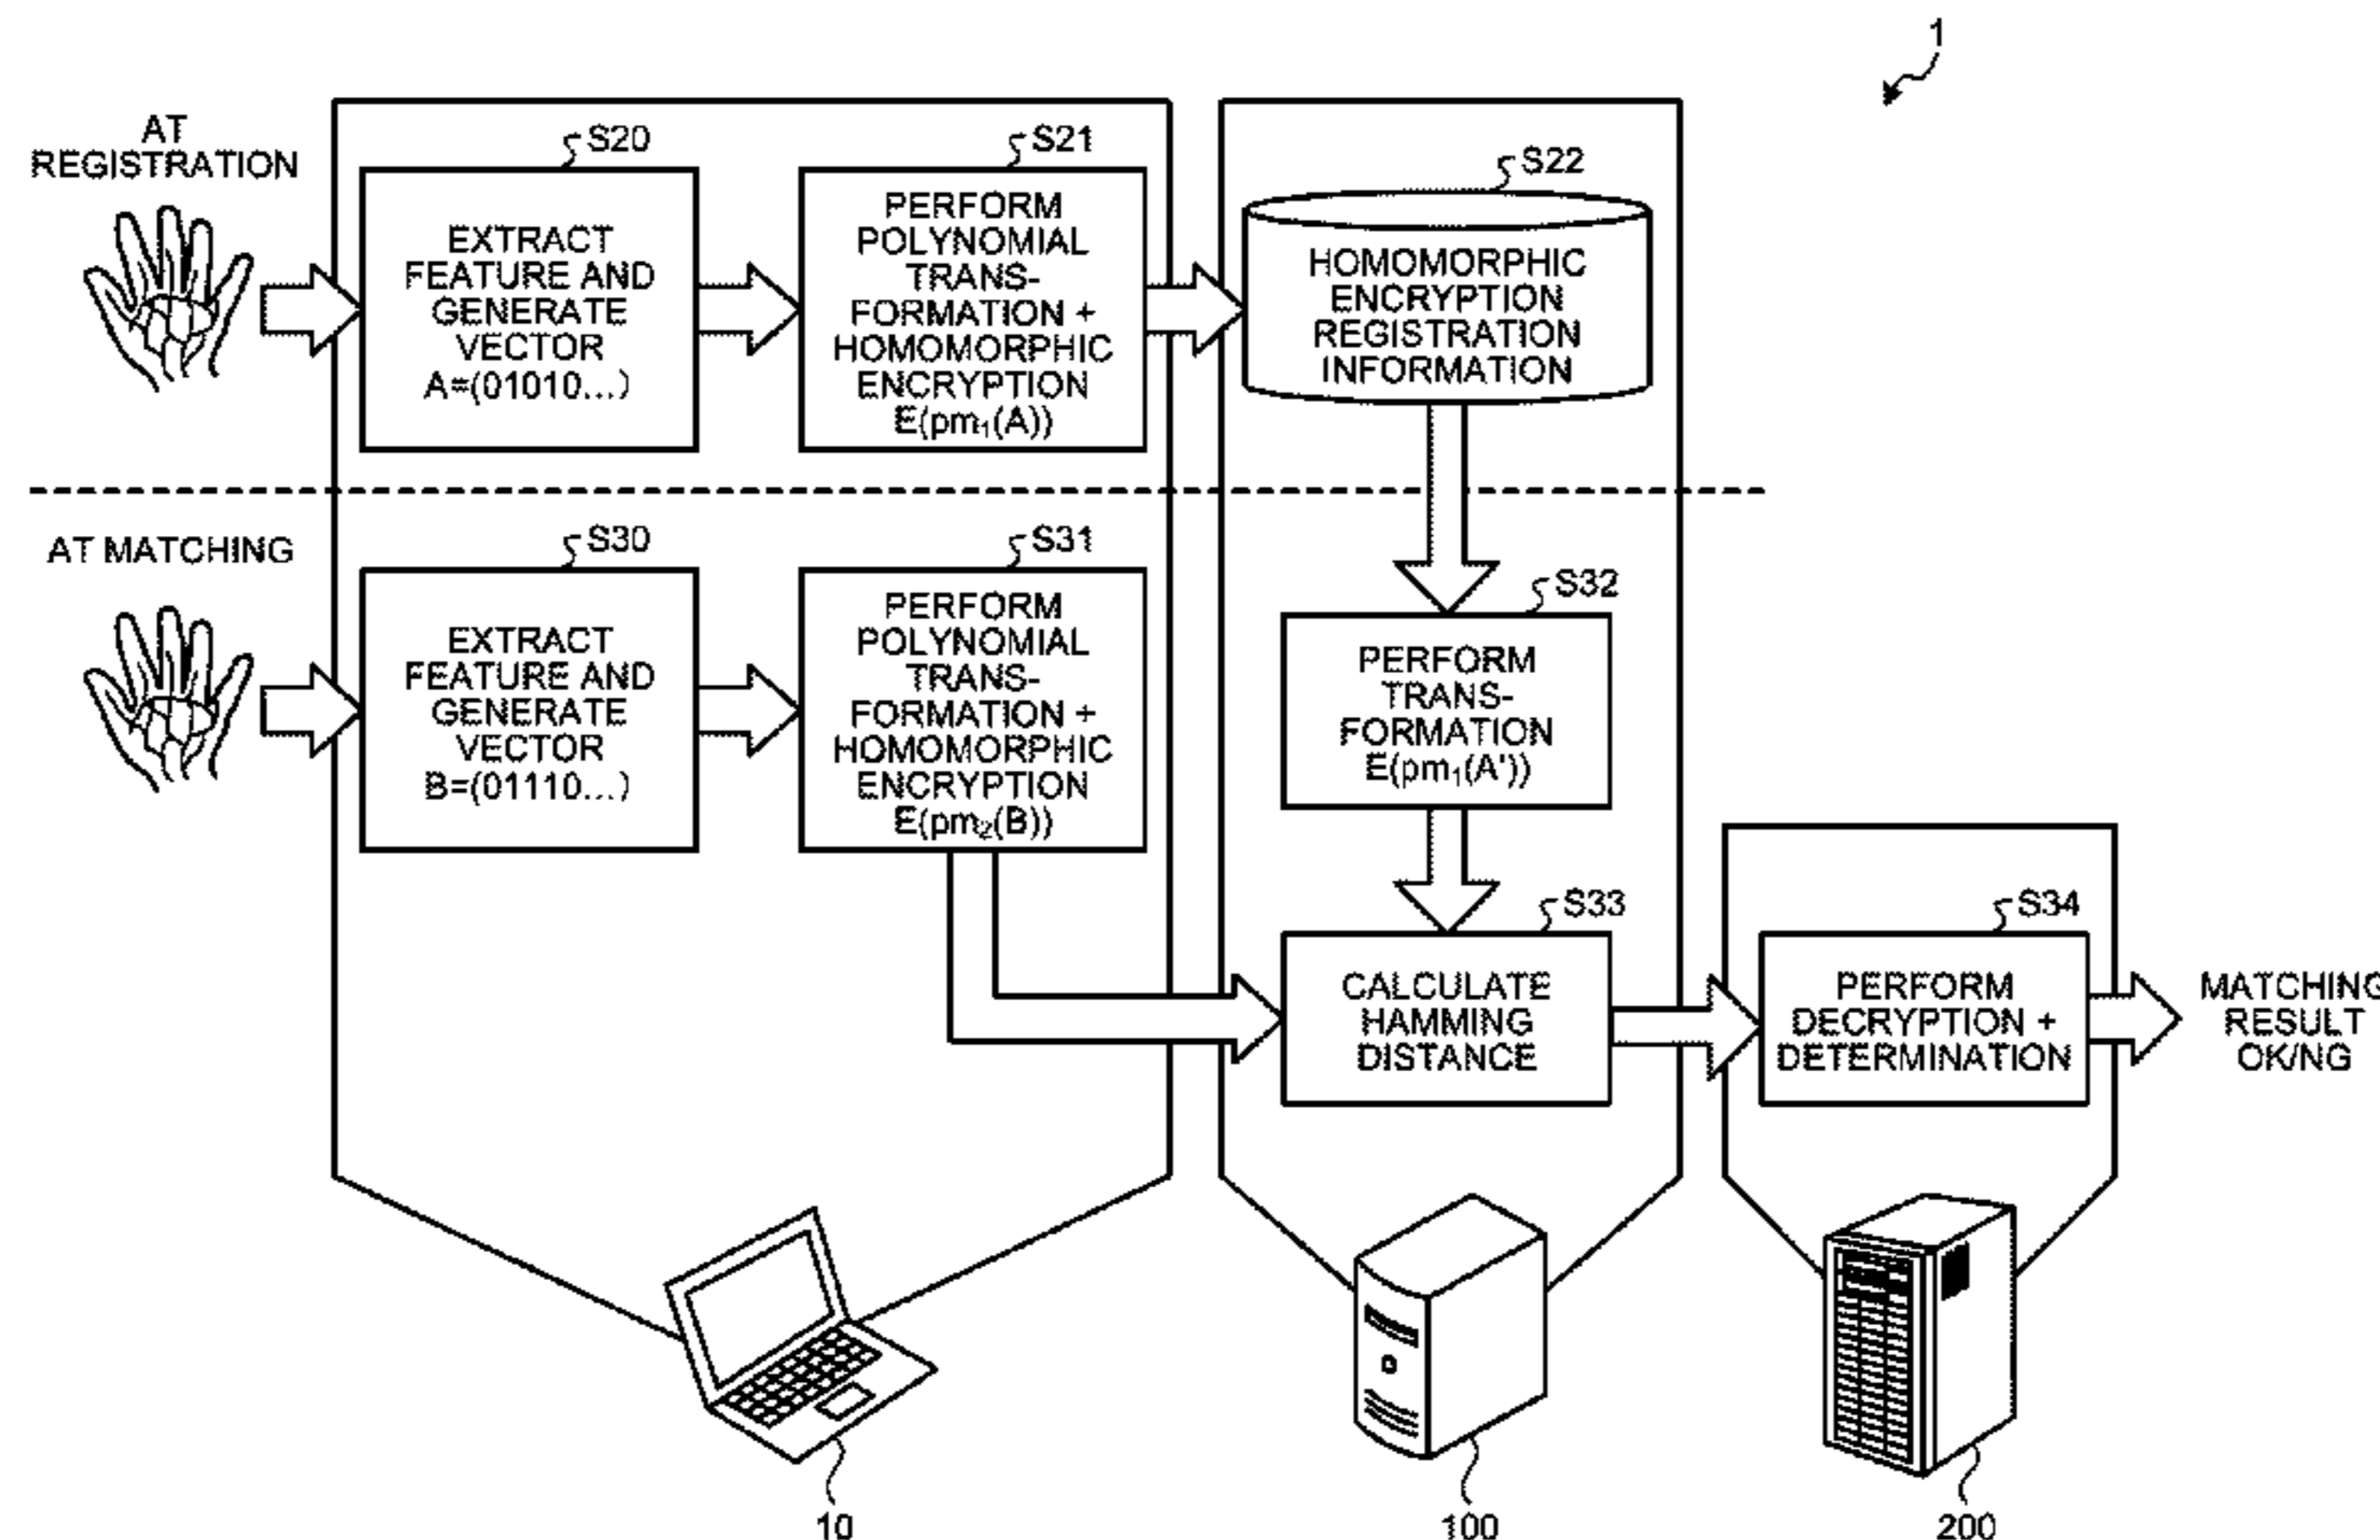 1
AT
REGISTRATION
S20
EXTRACT
FEATURE AND
GENERATE
VECTOR
A=(01010...)
S21
PERFORM
POLYNOMIAL
TRANS-
FORMATION +
HOMOMORPHIC
ENCRYPTION
E(pm₁(A))
S22
HOMOMORPHIC
ENCRYPTION
REGISTRATION
INFORMATION
AT MATCHING
S30
EXTRACT
FEATURE AND
GENERATE
VECTOR
B=(01110...)
S31
PERFORM
POLYNOMIAL
TRANS-
FORMATION +
HOMOMORPHIC
ENCRYPTION
E(pm₂(B))
S32
PERFORM
TRANS-
FORMATION
E(pm₁(A'))
S33
CALCULATE
HAMMING
DISTANCE
S34
PERFORM
DECRYPTION +
DETERMINATION
MATCHING
RESULT
OK/NG
10
100
200